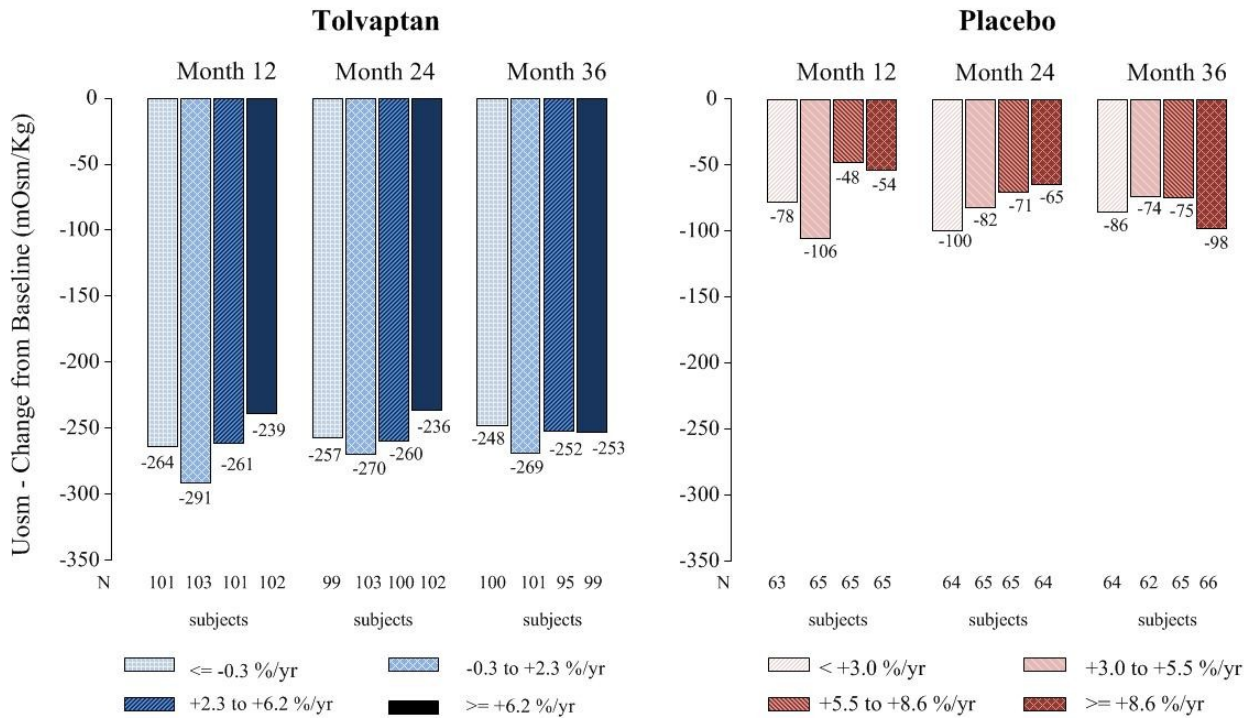 Tolvaptan
Month 12 Month 24 Month 36
Uosm - Change from Baseline (mOsm/Kg)
0
-50
-100
-150
-200
-250
-300
-350
-264 -291 -261 -239
-257 -270 -260 -236
-248 -269 -252 -253
N 101 103 101 102 99 103 100 102 100 101 95 99
subjects subjects subjects
<= -0.3 %/yr -0.3 to +2.3 %/yr
+2.3 to +6.2 %/yr >= +6.2 %/yr
Placebo
Month 12 Month 24 Month 36
0
-50
-100
-150
-200
-250
-300
-350
-78 -106 -48 -54
-100 -82 -71 -65
-86 -74 -75 -98
N 63 65 65 65 64 65 65 64 64 62 65 66
subjects subjects subjects
< +3.0 %/yr +3.0 to +5.5 %/yr
+5.5 to +8.6 %/yr >= +8.6 %/yr